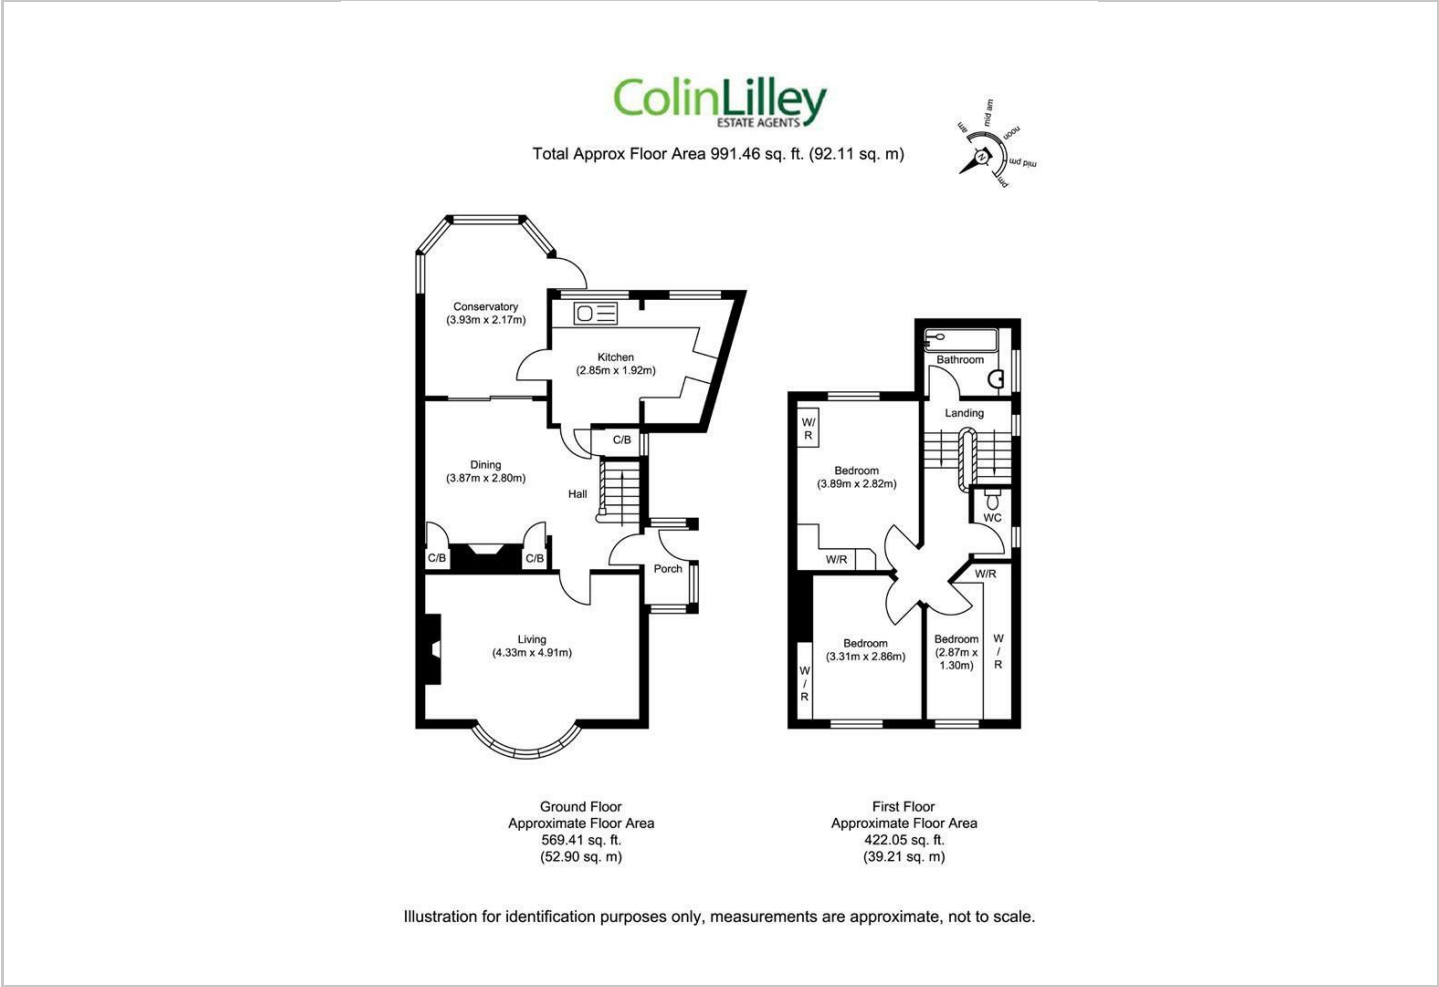 ColinLilley
ESTATE AGENTS
Total Approx Floor Area 991.46 sq. ft. (92.11 sq. m)
am
mid am
noon
mid pm
pm
N
Conservatory
(3.93m x 2.17m)
Kitchen
(2.85m x 1.92m)
C/B
Dining
(3.87m x 2.80m)
Hall
C/B
C/B
Porch
Living
(4.33m x 4.91m)
Bathroom
Landing
W/
R
Bedroom
(3.89m x 2.82m)
WC
W/R
W/R
Bedroom
(3.31m x 2.86m)
W
/
R
Bedroom
(2.87m x
1.30m)
W
/
R
Ground Floor
Approximate Floor Area
569.41 sq. ft.
(52.90 sq. m)
First Floor
Approximate Floor Area
422.05 sq. ft.
(39.21 sq. m)
Illustration for identification purposes only, measurements are approximate, not to scale.